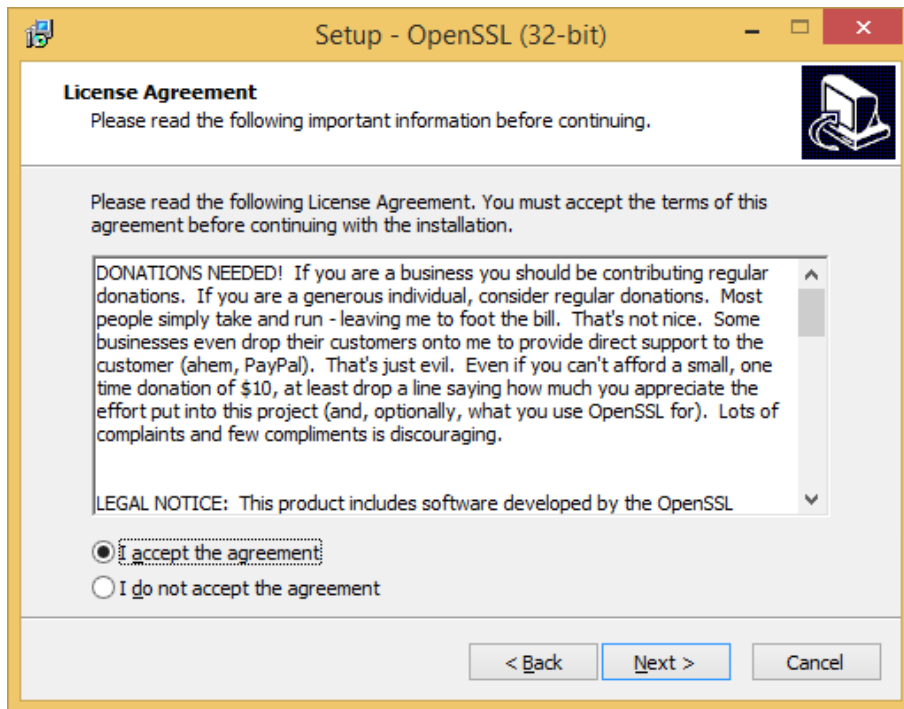 Setup - OpenSSL (32-bit)
License Agreement
Please read the following important information before continuing.
Please read the following License Agreement. You must accept the terms of this
agreement before continuing with the installation.
DONATIONS NEEDED!  If you are a business you should be contributing regular
donations.  If you are a generous individual, consider regular donations.  Most
people simply take and run - leaving me to foot the bill.  That's not nice.  Some
businesses even drop their customers onto me to provide direct support to the
customer (ahem, PayPal).  That's just evil.  Even if you can't afford a small, one
time donation of $10, at least drop a line saying how much you appreciate the
effort put into this project (and, optionally, what you use OpenSSL for).  Lots of
complaints and few compliments is discouraging.
LEGAL NOTICE:  This product includes software developed by the OpenSSL
I accept the agreement
I do not accept the agreement
< Back Next > Cancel